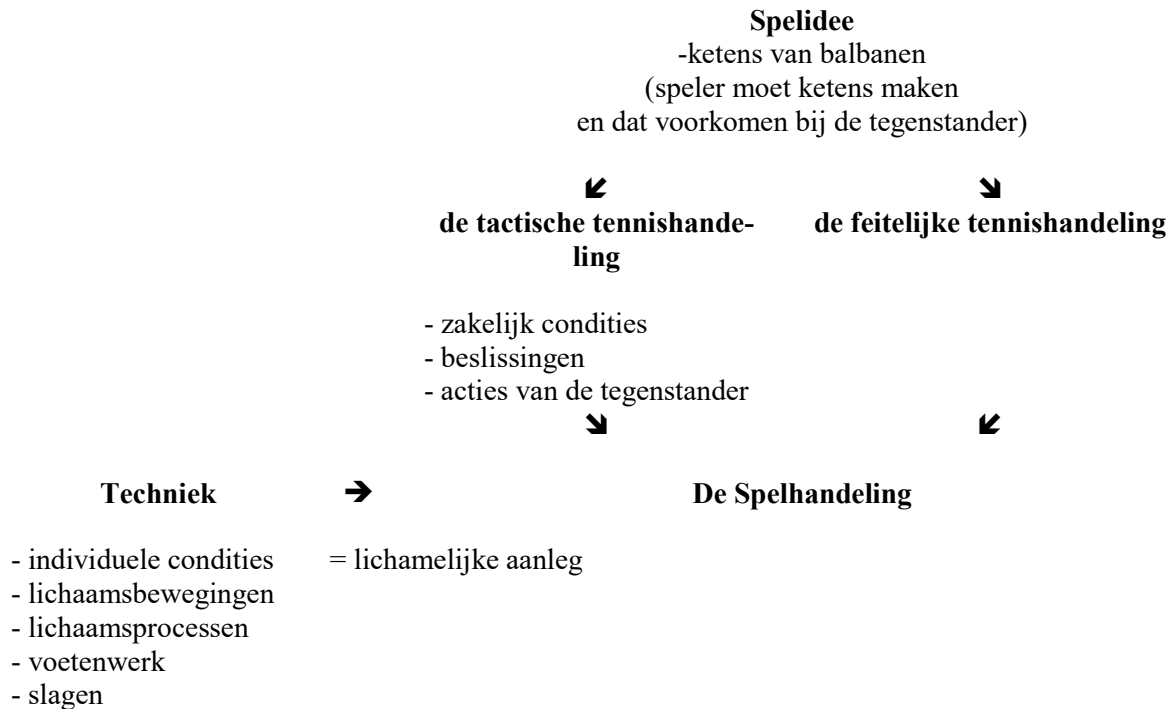 Spelidee
-ketens van balbanen
(speler moet ketens maken
en dat voorkomen bij de tegenstander)
🡿 🡾
de tactische tennishande- de feitelijke tennishandeling
ling
- zakelijk condities
- beslissingen
- acties van de tegenstander
🡾 🡿
Techniek ➔ De Spelhandeling
- individuele condities = lichamelijke aanleg
- lichaamsbewegingen
- lichaamsprocessen
- voetenwerk
- slagen